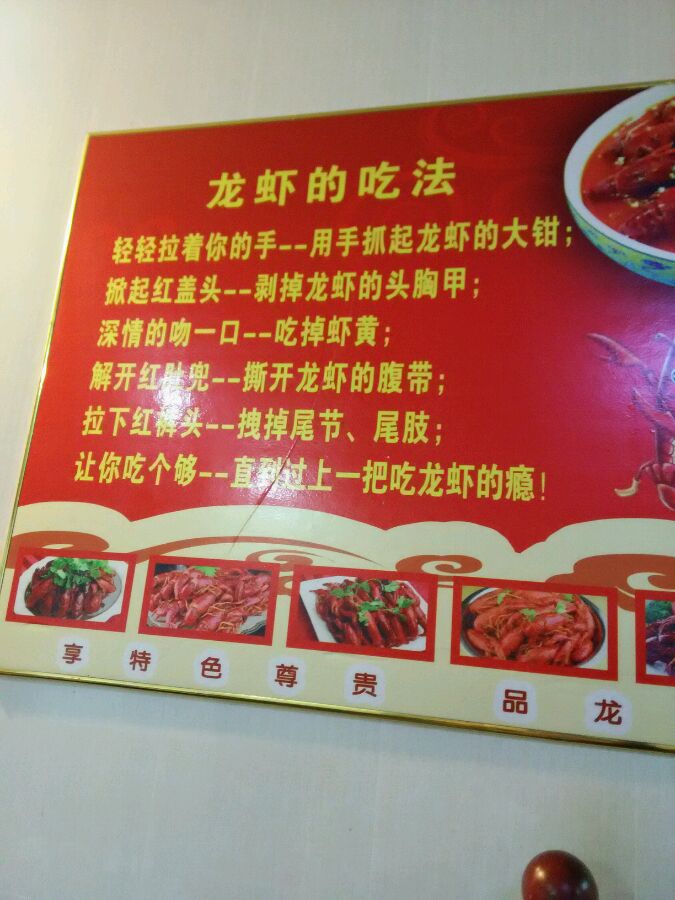 龙虾的吃法
轻轻拉着你的手--用手抓起龙虾的大钳；
掀起红盖头--剥掉龙虾的头胸甲；
深情的吻一口--吃掉虾黄；
解开红肚兜--撕开龙虾的腹带；
拉下红裤头--拽掉尾节、尾肢；
让你吃个够--直到过上一把吃龙虾的瘾！
享特色尊贵 品龙